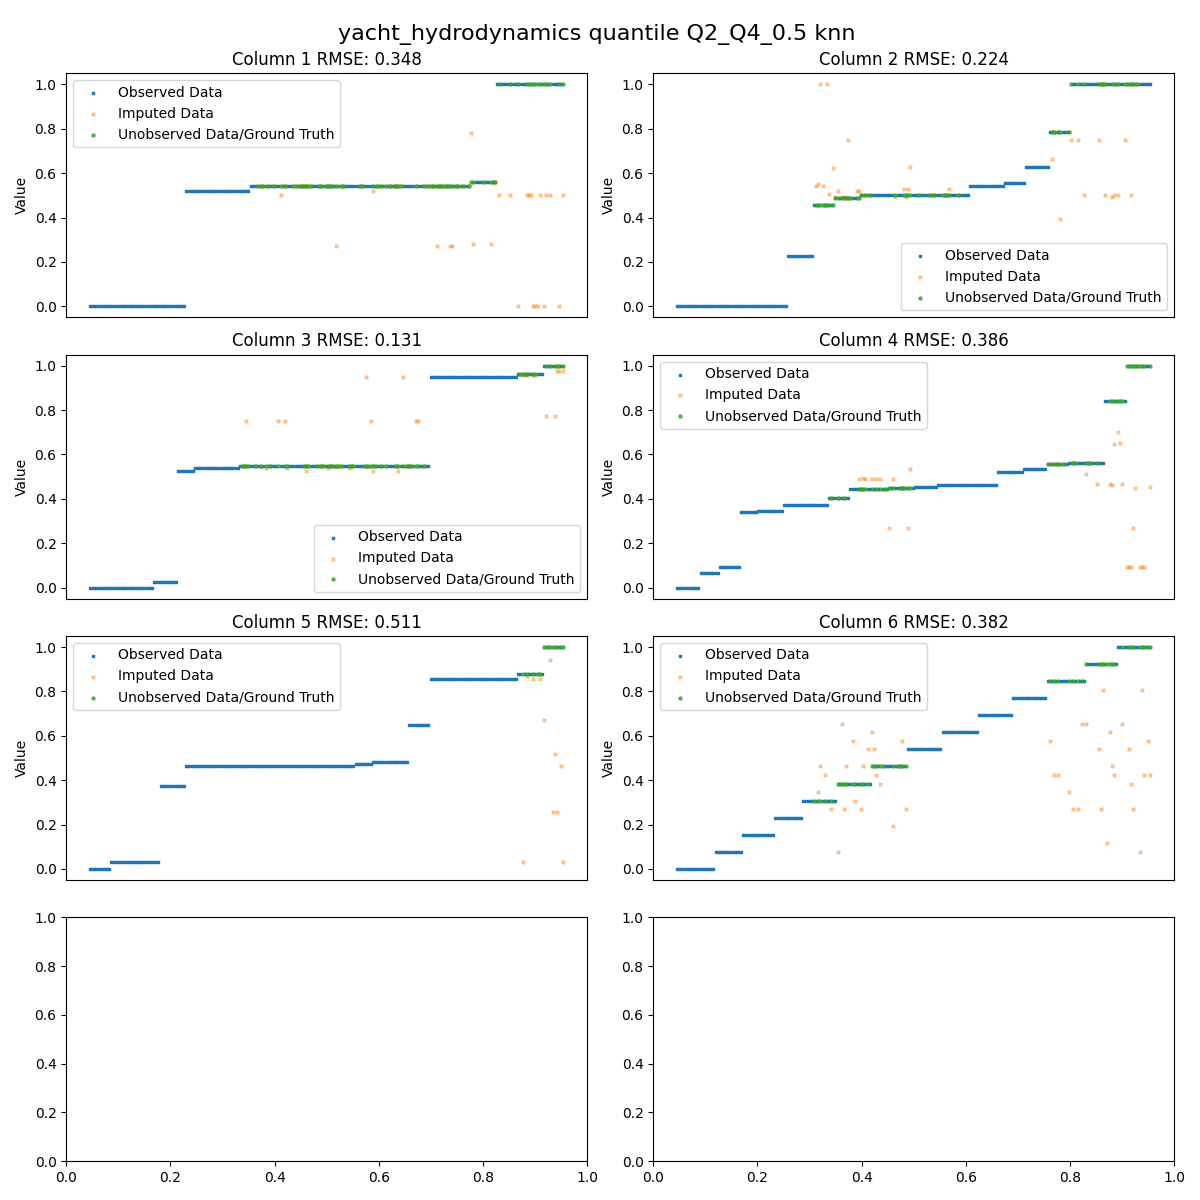 yacht_hydrodynamics quantile Q2_Q4_0.5 knn
Column 1 RMSE: 0.348
Column 2 RMSE: 0.224
1.0
0.8
0.6
0.4
0.2
0.0
Value
Observed Data
Imputed Data
Unobserved Data/Ground Truth
1.0
0.8
0.6
0.4
0.2
0.0
Value
Observed Data
Imputed Data
Unobserved Data/Ground Truth
Column 3 RMSE: 0.131
Column 4 RMSE: 0.386
1.0
0.8
0.6
0.4
0.2
0.0
Value
Observed Data
Imputed Data
Unobserved Data/Ground Truth
1.0
0.8
0.6
0.4
0.2
0.0
Value
Observed Data
Imputed Data
Unobserved Data/Ground Truth
Column 5 RMSE: 0.511
Column 6 RMSE: 0.382
1.0
0.8
0.6
0.4
0.2
0.0
Value
Observed Data
Imputed Data
Unobserved Data/Ground Truth
1.0
0.8
0.6
0.4
0.2
0.0
Value
Observed Data
Imputed Data
Unobserved Data/Ground Truth
1.0
0.8
0.6
0.4
0.2
0.0
0.0 0.2 0.4 0.6 0.8 1.0
1.0
0.8
0.6
0.4
0.2
0.0
0.0 0.2 0.4 0.6 0.8 1.0